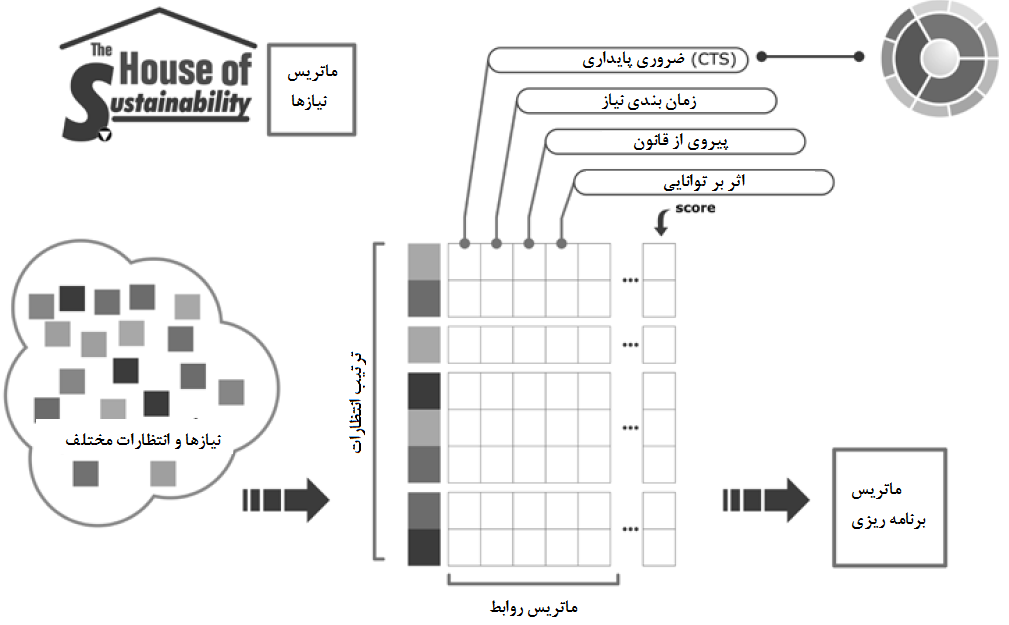 The
House of
Sustainability
ماتریس
نیازها
(CTS) ضروری پایداری
زمان بندی نیاز
پیروی از قانون
اثر بر توانایی
score
...
...
...
...
ترتیب انتظارات
نیازها و انتظارات مختلف
ماتریس
برنامه ریزی
ماتریس روابط